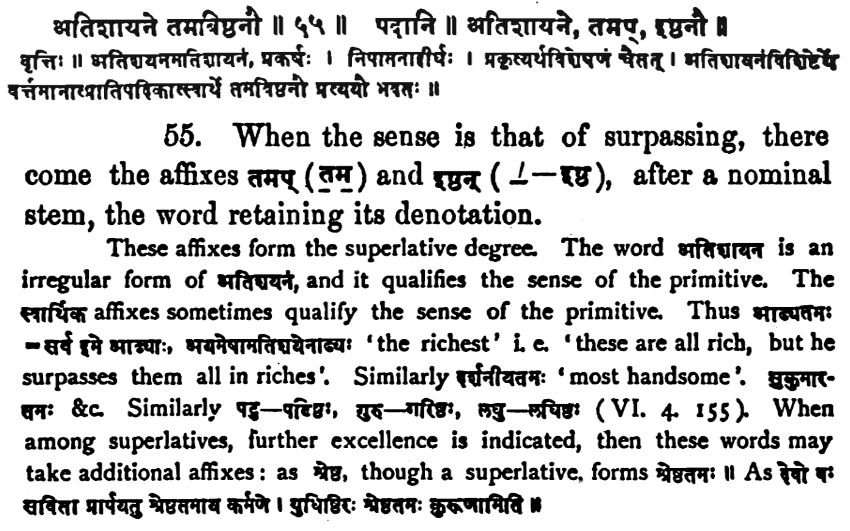 अतिशायने तमबिष्ठनौ ॥ ५५ ॥ पदानि ॥ अतिशायने, तमप्, इष्ठनौ ॥
वृत्तिः ॥ अतिशयनमतिशायनं, प्रकर्षः । निपातनाद्दीर्घः । प्रकृत्यर्थविशेषणं चैतत् । अतिशायनविशिष्टेर्थे
वर्त्तमानात्प्रातिपदिकात्स्वार्थे तमबिष्ठनौ प्रत्ययौ भवतः ॥
55. When the sense is that of surpassing, there
come the affixes तमप् (तम) and इष्ठन् ( ⊥—इष्ठ ), after a nominal
stem, the word retaining its denotation.
These affixes form the superlative degree. The word अतिशायन is an
irregular form of अतिशयनं, and it qualifies the sense of the primitive. The
स्वार्थिक affixes sometimes qualify the sense of the primitive. Thus आढ्यतमः
= सर्व इमे आढ्याः, अयमेषामतिशयेनाढ्यः 'the richest' i. e. 'these are all rich, but he
surpasses them all in riches'. Similarly दर्शनीयतमः 'most handsome'. सुकुमार-
तमः &c. Similarly पटु—पटिष्ठः, गुरु—गरिष्ठः, लघु—लघिष्ठः (VI. 4. 155). When
among superlatives, further excellence is indicated, then these words may
take additional affixes : as श्रेष्ठ, though a superlative, forms श्रेष्ठतमः ॥ As देवो वः
सविता प्रार्पयतु श्रेष्ठतमाय कर्मणे । युधिष्ठिरः श्रेष्ठतमः कुरूणामिति ॥